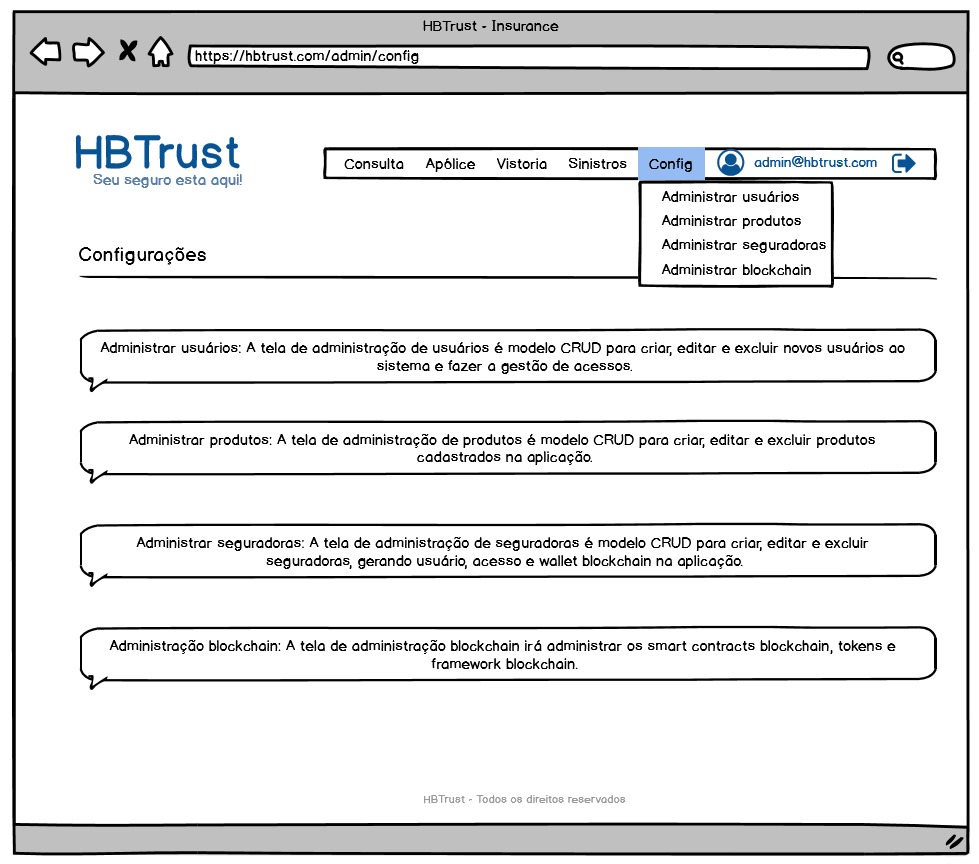 HBTrust - Insurance
https://hbtrust.com/admin/config
HBTrust
Seu seguro esta aqui!
Consulta Apólice Vistoria Sinistros Config admin@hbtrust.com
Administrar usuários
Administrar produtos
Administrar seguradoras
Administrar blockchain
Configurações
Administrar usuários: A tela de administração de usuários é modelo CRUD para criar, editar e excluir novos usuários ao
sistema e fazer a gestão de acessos.
Administrar produtos: A tela de administração de produtos é modelo CRUD para criar, editar e excluir produtos
cadastrados na aplicação.
Administrar seguradoras: A tela de administração de seguradoras é modelo CRUD para criar, editar e excluir
seguradoras, gerando usuário, acesso e wallet blockchain na aplicação.
Administração blockchain: A tela de administração blockchain irá administrar os smart contracts blockchain, tokens e
framework blockchain.
HBTrust - Todos os direitos reservados